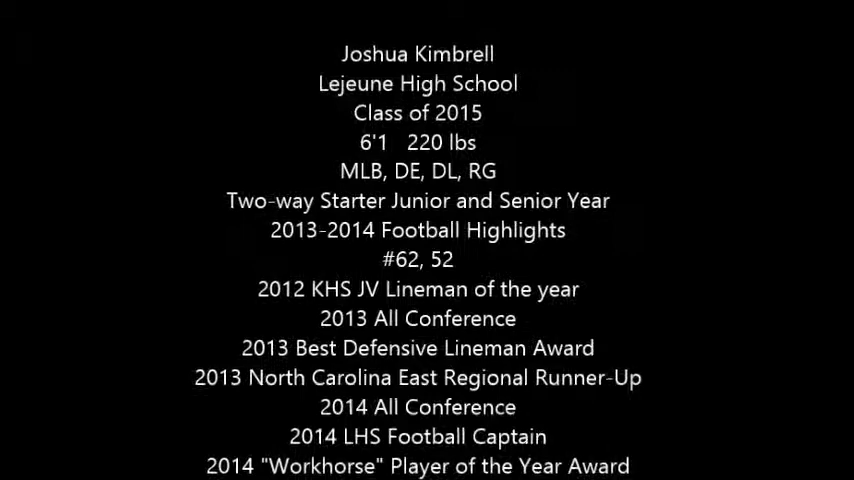 Joshua Kimbrell
Lejeune High School
Class of 2015
6'1   220 lbs
MLB, DE, DL, RG
Two-way Starter Junior and Senior Year
2013-2014 Football Highlights
#62, 52
2012 KHS JV Lineman of the year
2013 All Conference
2013 Best Defensive Lineman Award
2013 North Carolina East Regional Runner-Up
2014 All Conference
2014 LHS Football Captain
2014 "Workhorse" Player of the Year Award